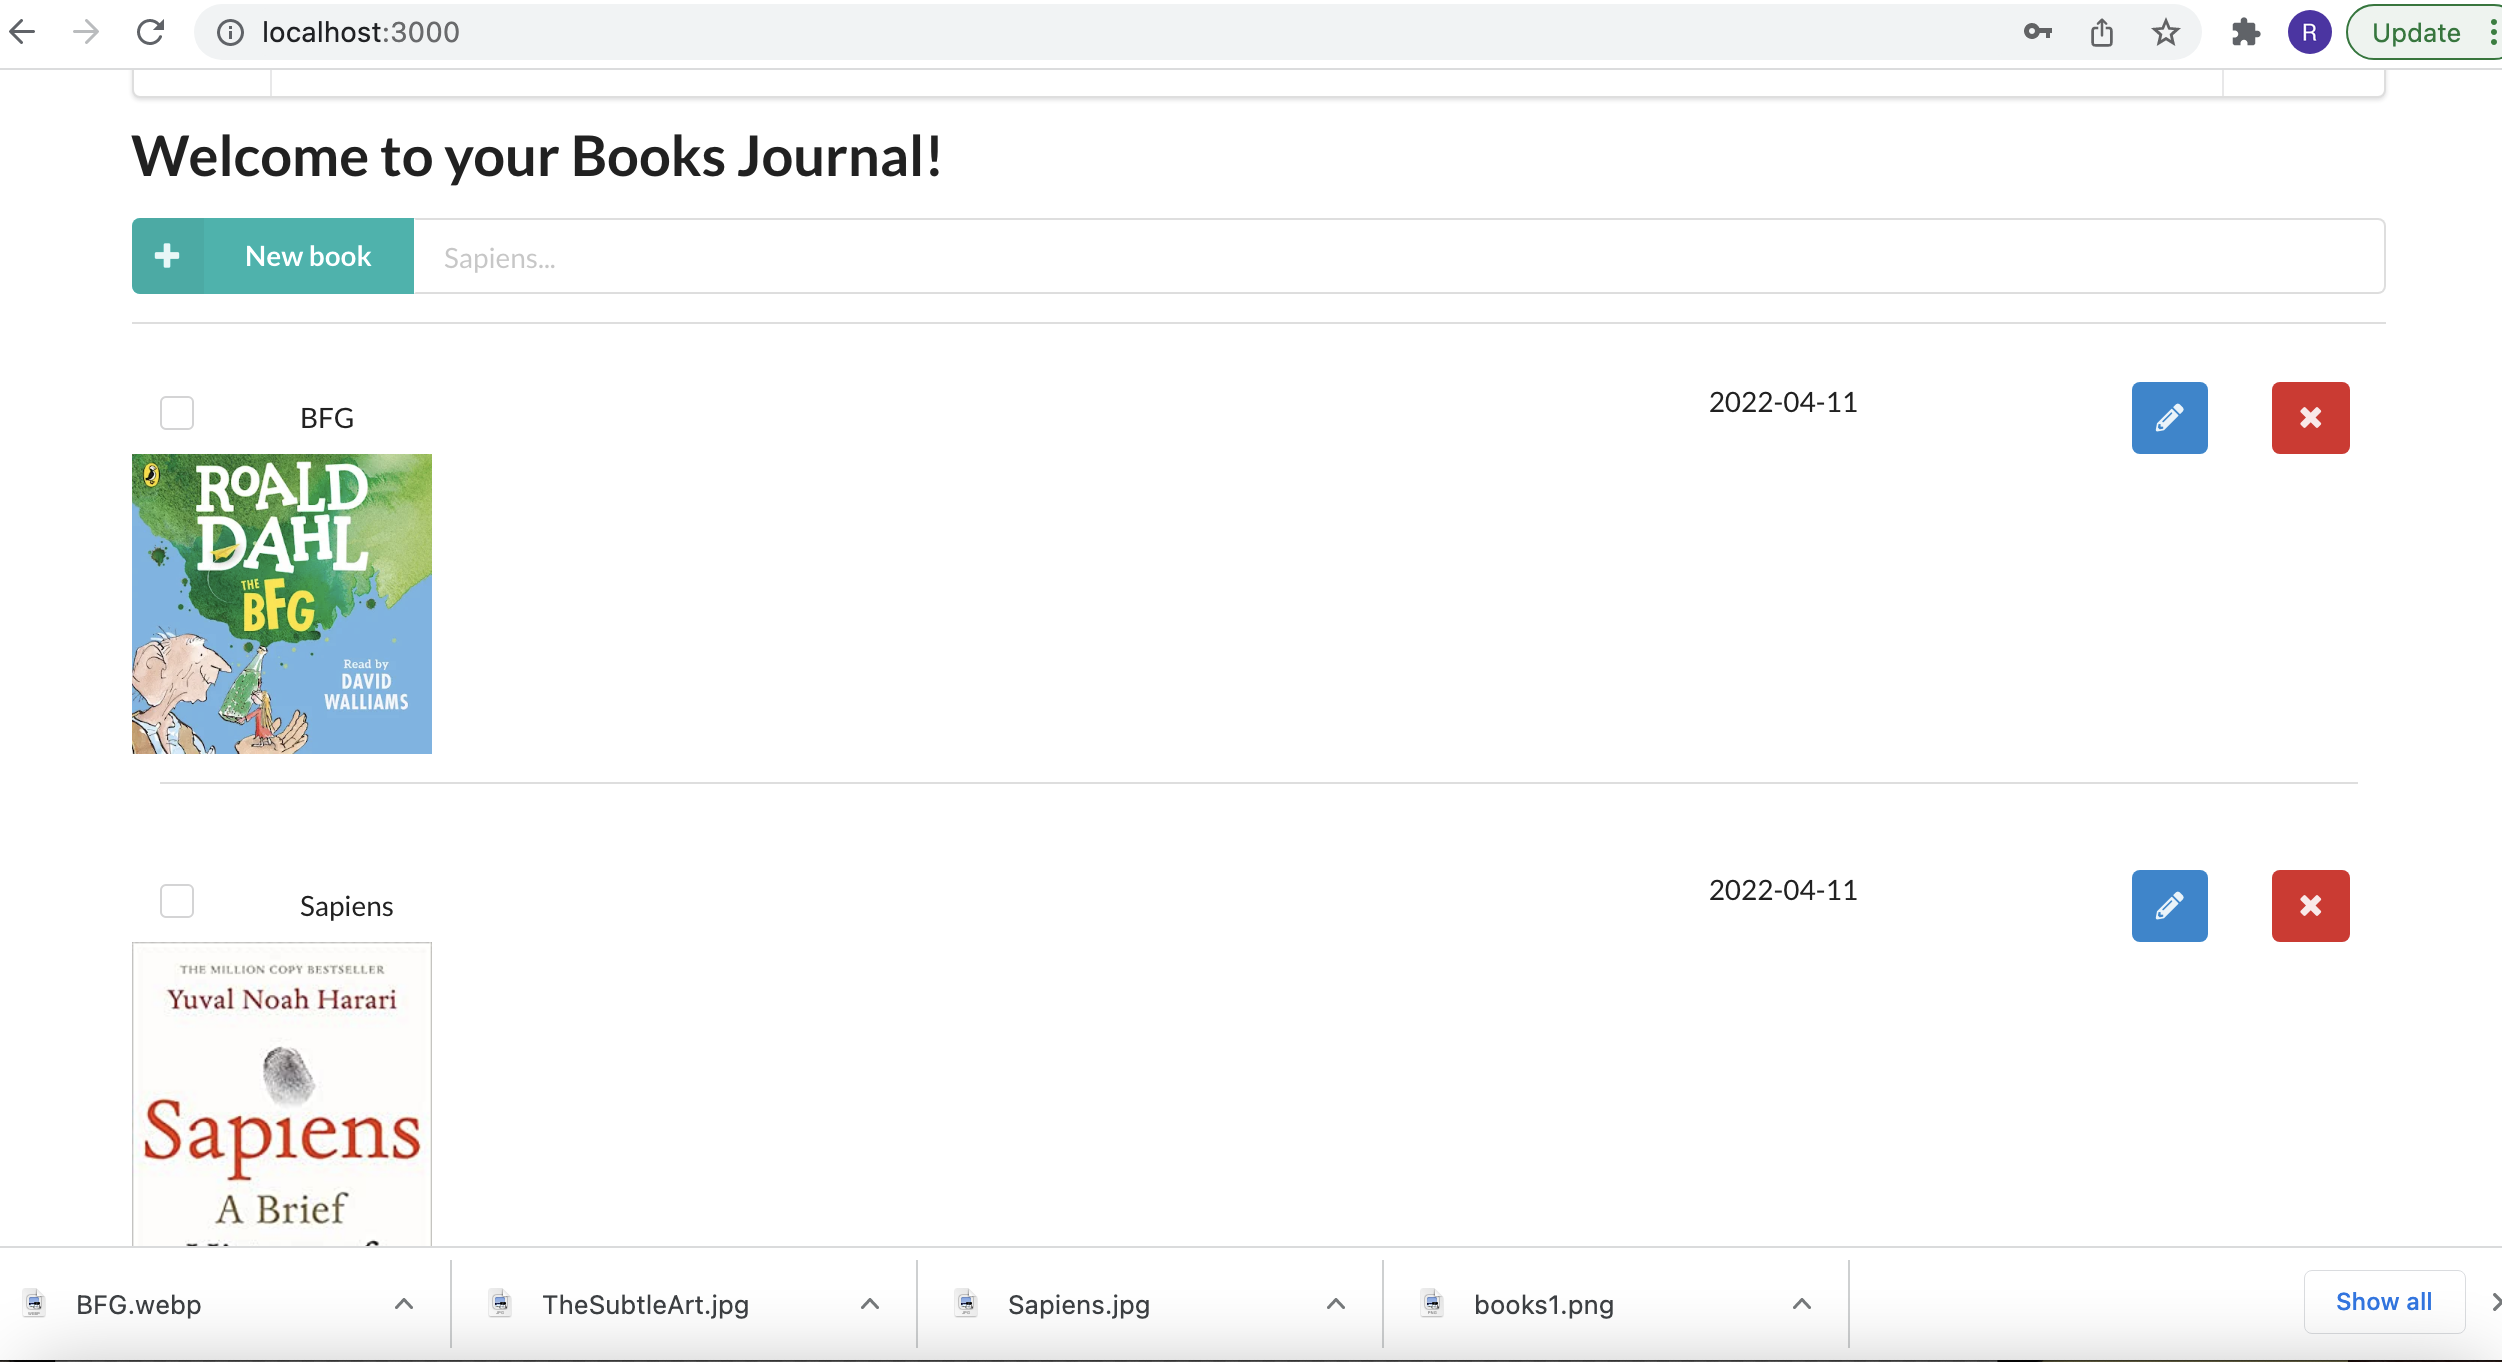 localhost:3000
R
Update
Welcome to your Books Journal!
New book
Sapiens...
BFG
2022-04-11
ROALD
DAHL
THE
BFG
Read by
DAVID
WALLIAMS
Sapiens
2022-04-11
THE MILLION COPY BESTSELLER
Yuval Noah Harari
Sapiens
A Brief
BFG.webp
TheSubtleArt.jpg
Sapiens.jpg
books1.png
Show all